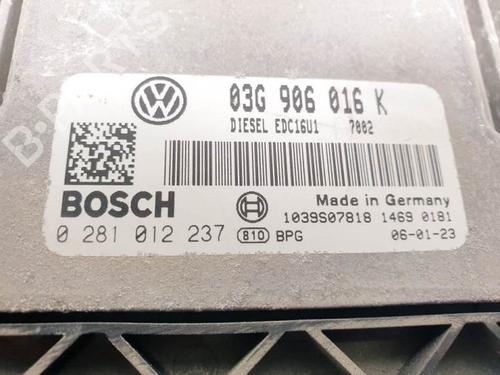 03G 906 016 K
DIESEL EDC16U1 7002
BOSCH
Made in Germany
1039S07818 1469 0181
0 281 012 237 810 BPG 06-01-23
B-PARTS